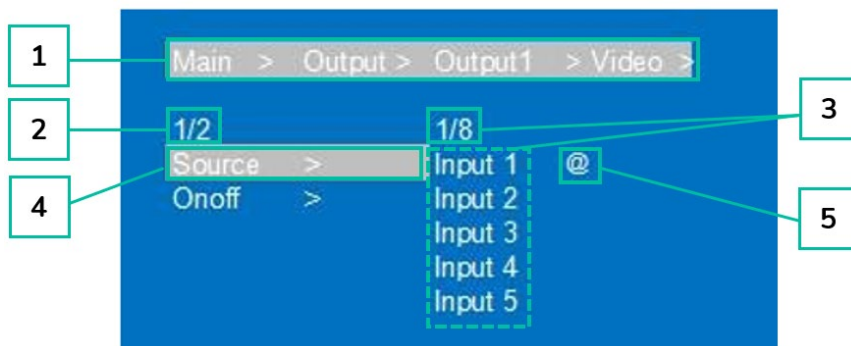 1
Main > Output > Output1 > Video >
2
1/2
1/8
3
4
Source >
Input 1 @
Onoff >
Input 2
5
Input 3
Input 4
Input 5